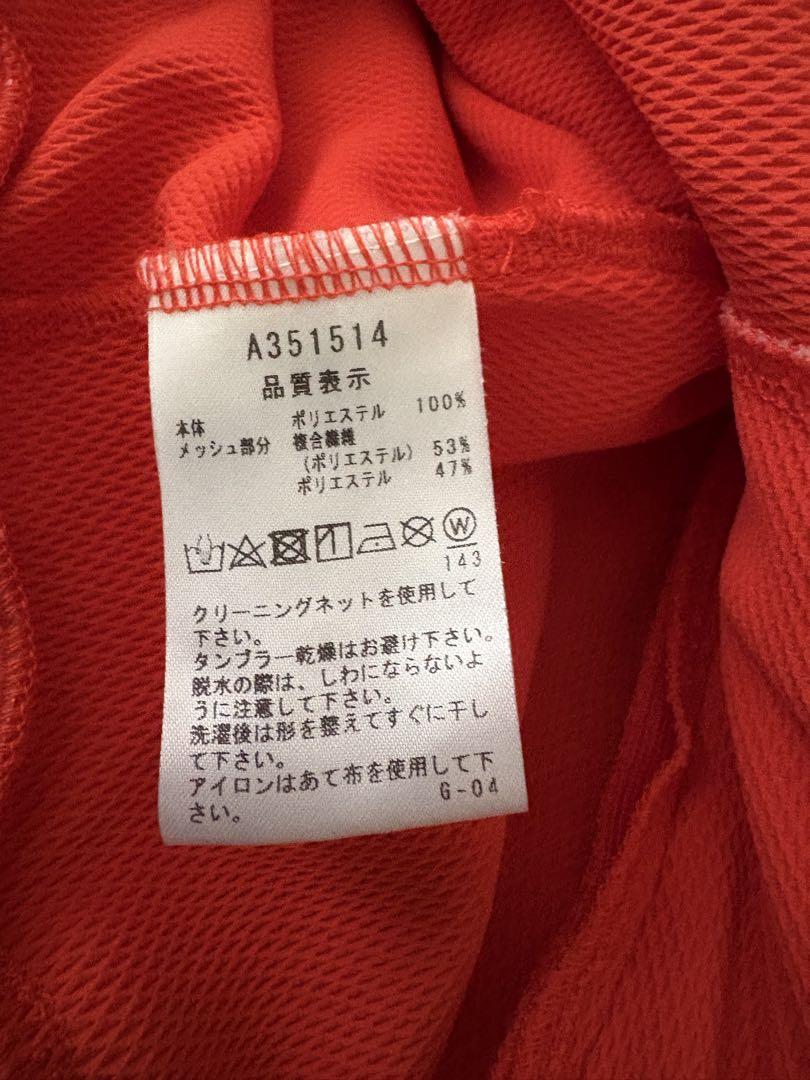 A351514
品質表示
本体 ポリエステル 100%
メッシュ部分 複合繊維
(ポリエステル) 53%
ポリエステル 47%
W
143
クリーニングネットを使用して
下さい。
タンブラー乾燥はお避け下さい。
脱水の際は、しわにならないよ
うに注意して下さい。
洗濯後は形を整えてすぐに干し
て下さい。
アイロンはあて布を使用して下
さい。 G-04